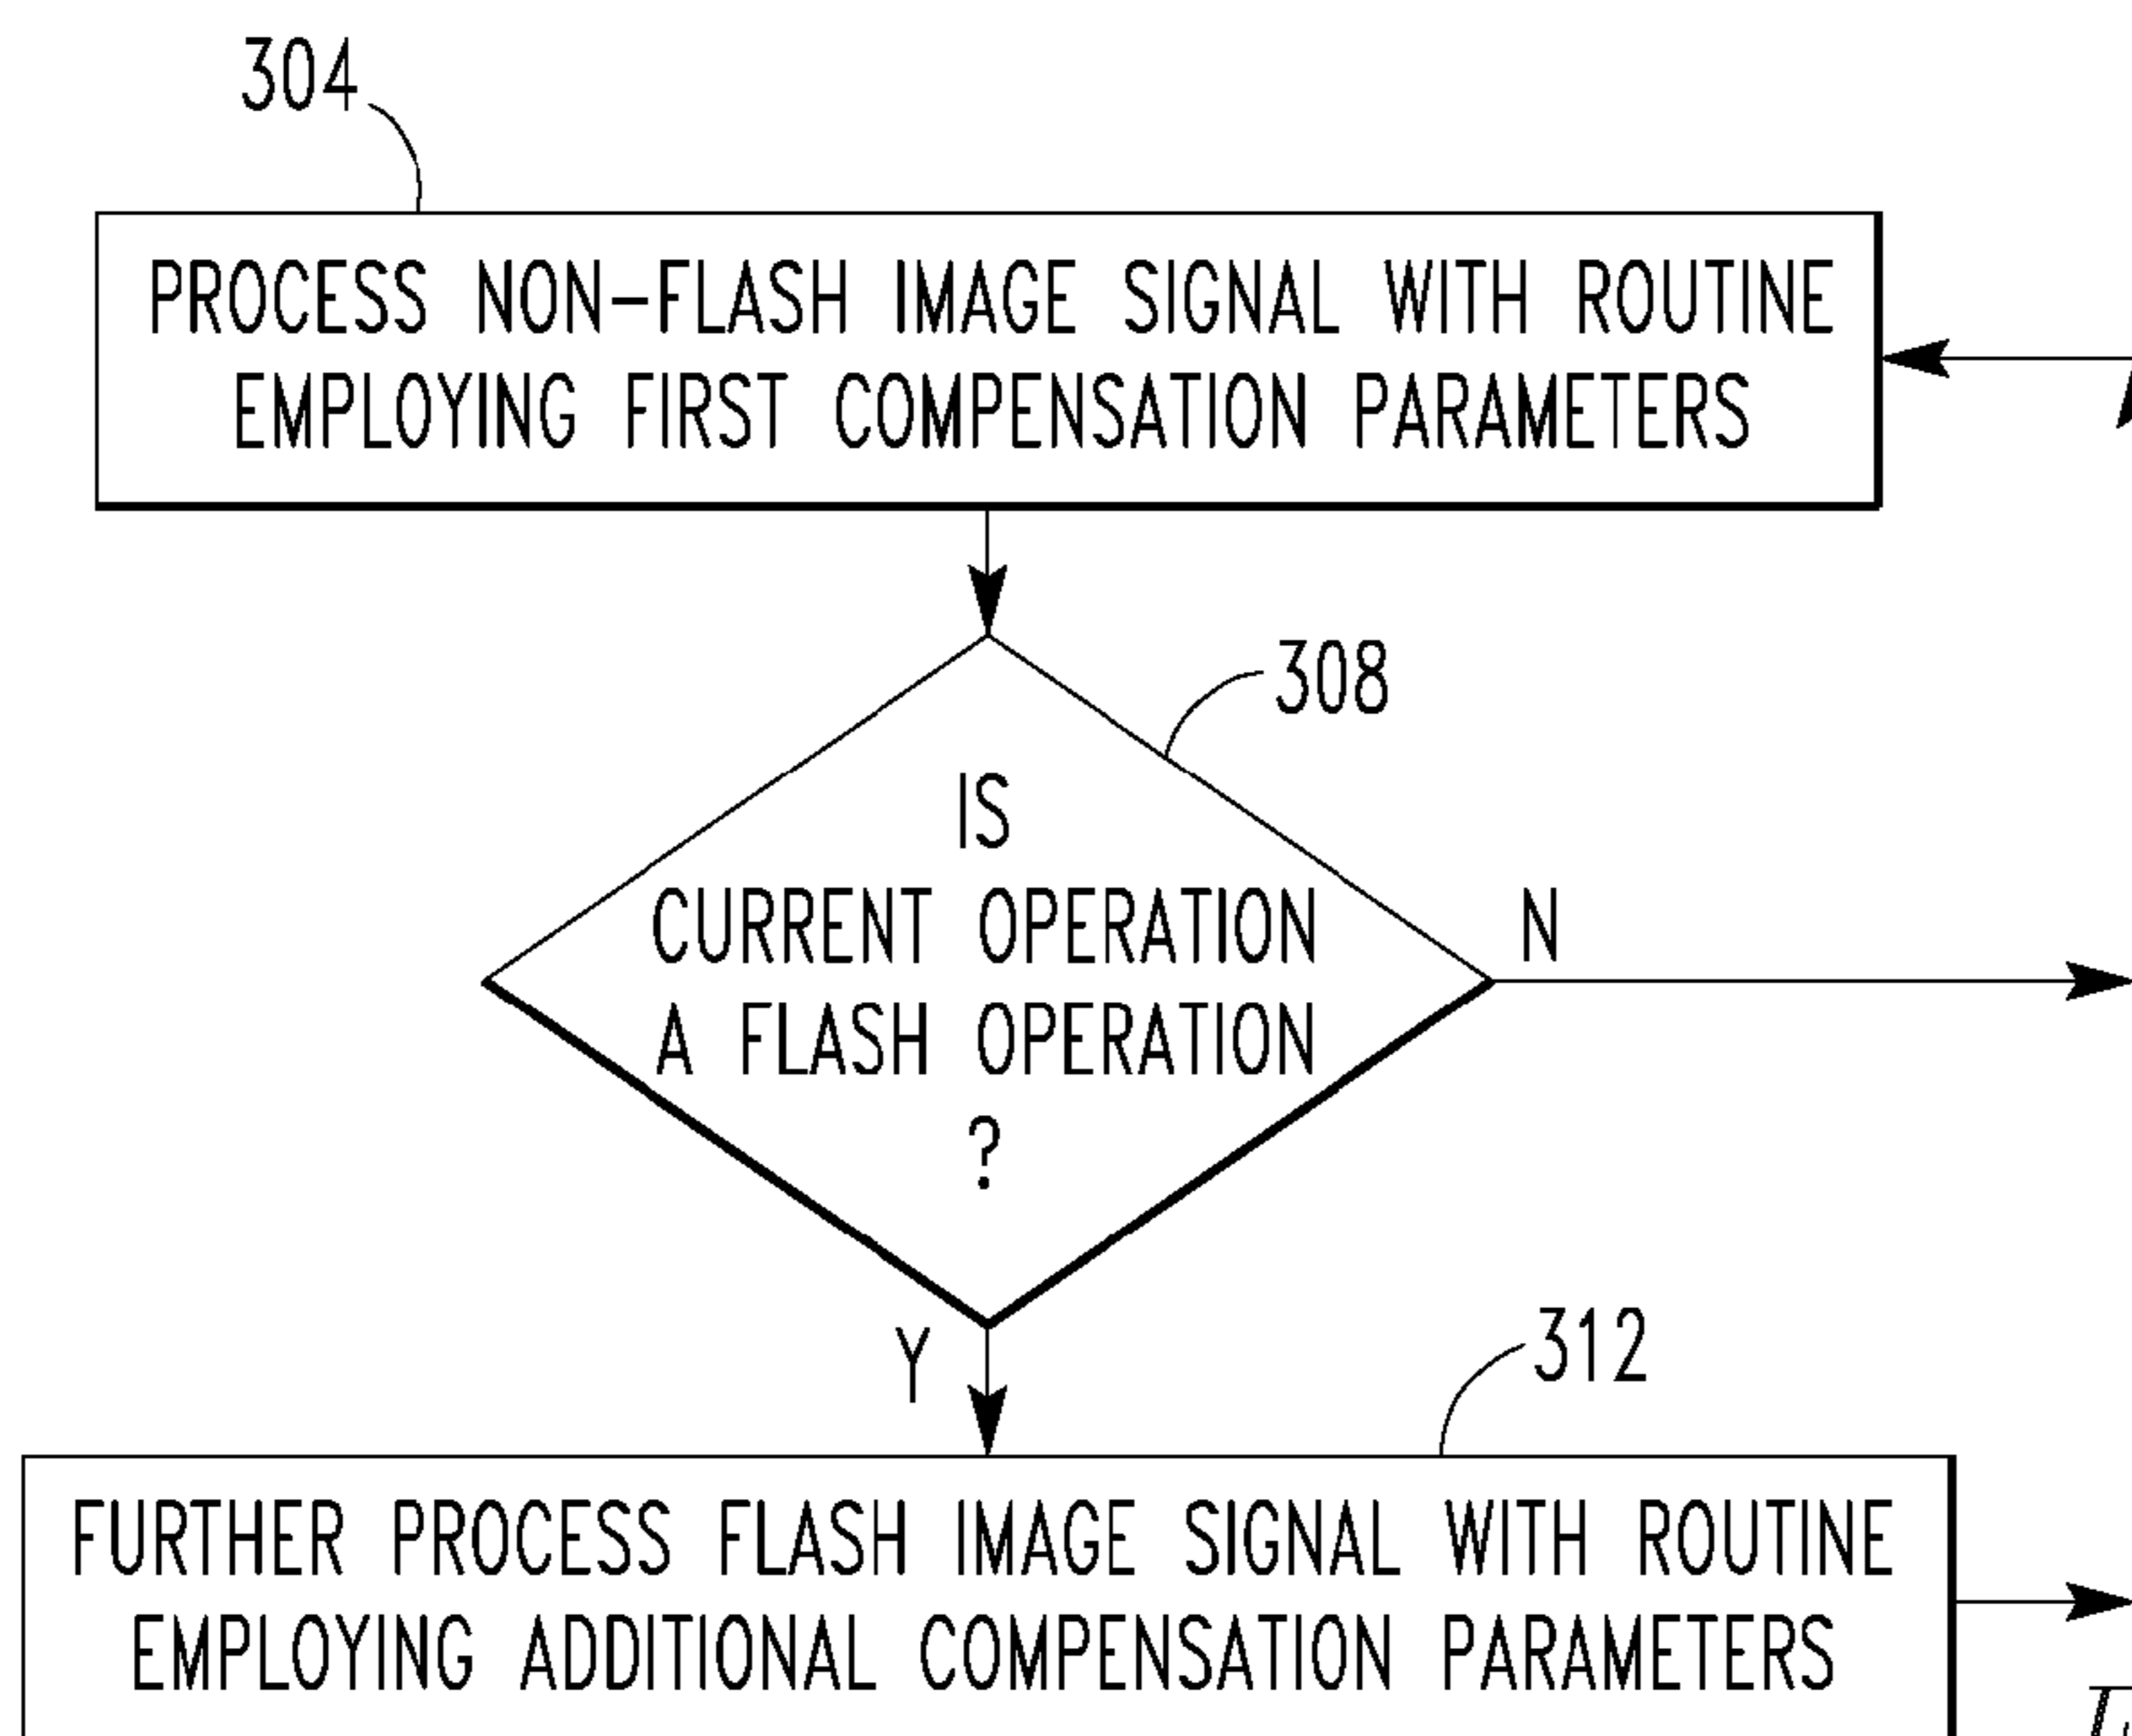 304
PROCESS NON-FLASH IMAGE SIGNAL WITH ROUTINE
EMPLOYING FIRST COMPENSATION PARAMETERS
308
IS
CURRENT OPERATION
A FLASH OPERATION
?
N
Y
312
FURTHER PROCESS FLASH IMAGE SIGNAL WITH ROUTINE
EMPLOYING ADDITIONAL COMPENSATION PARAMETERS